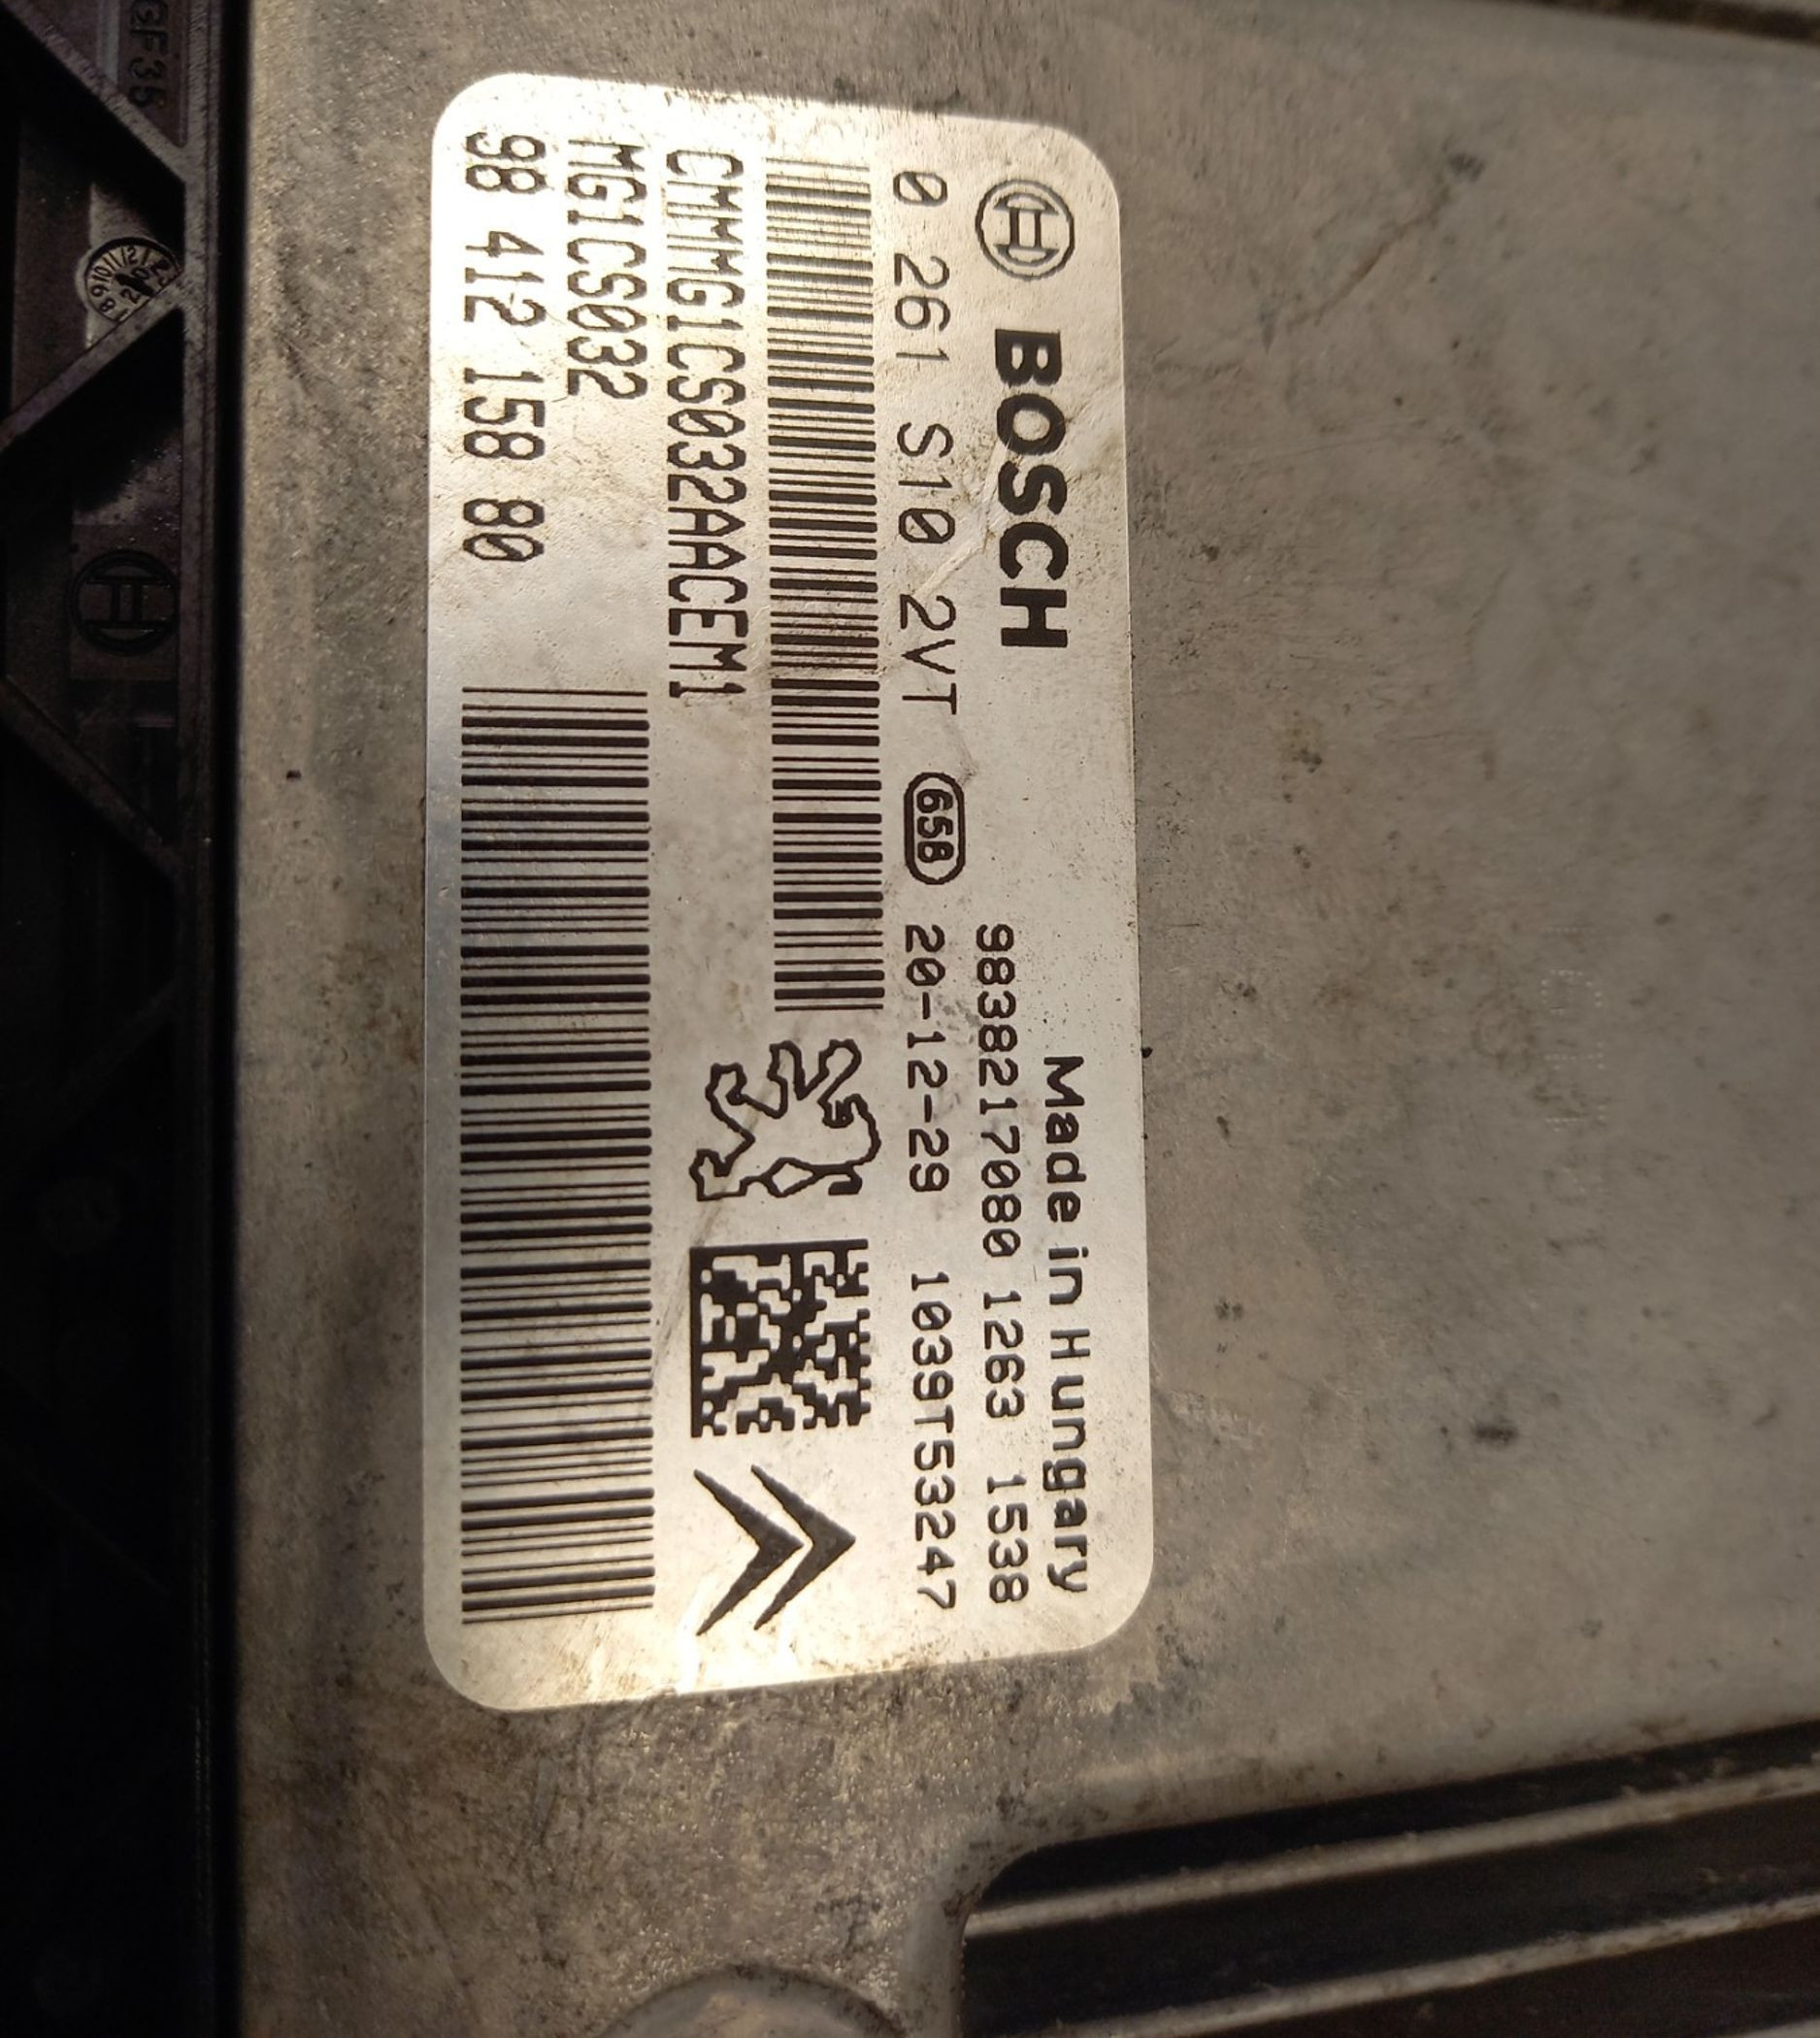 BOSCH
Made in Hungary
9838217080 1263 1538
0 261 S10 2VT 658 20-12-29 1039T53247
CMMMG1CS032AACEM1
MG1CS032
98 412 158 80
GF35